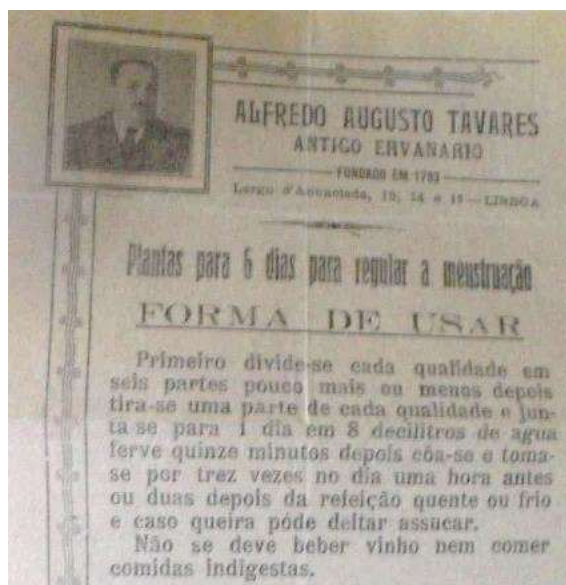 ALFREDO AUGUSTO TAVARES
ANTIGO ERVANARIO
FUNDADO EM 1793
Largo d'Anunciada, 14 e 15 — LISBOA
Plantas para 6 dias para regular a menstruação
FORMA DE USAR
Primeiro divide-se cada qualidade em
seis partes pouco mais ou menos depois
tira-se uma parte de cada qualidade e jun-
ta-se para 1 dia em 8 decilitros de agua
ferve quinze minutos depois côa-se e toma-
se por trez vezes no dia uma hora antes
ou duas depois da refeição quente ou frio
e caso queira póde deitar assucar.
Não se deve beber vinho nem comer
comidas indigestas.